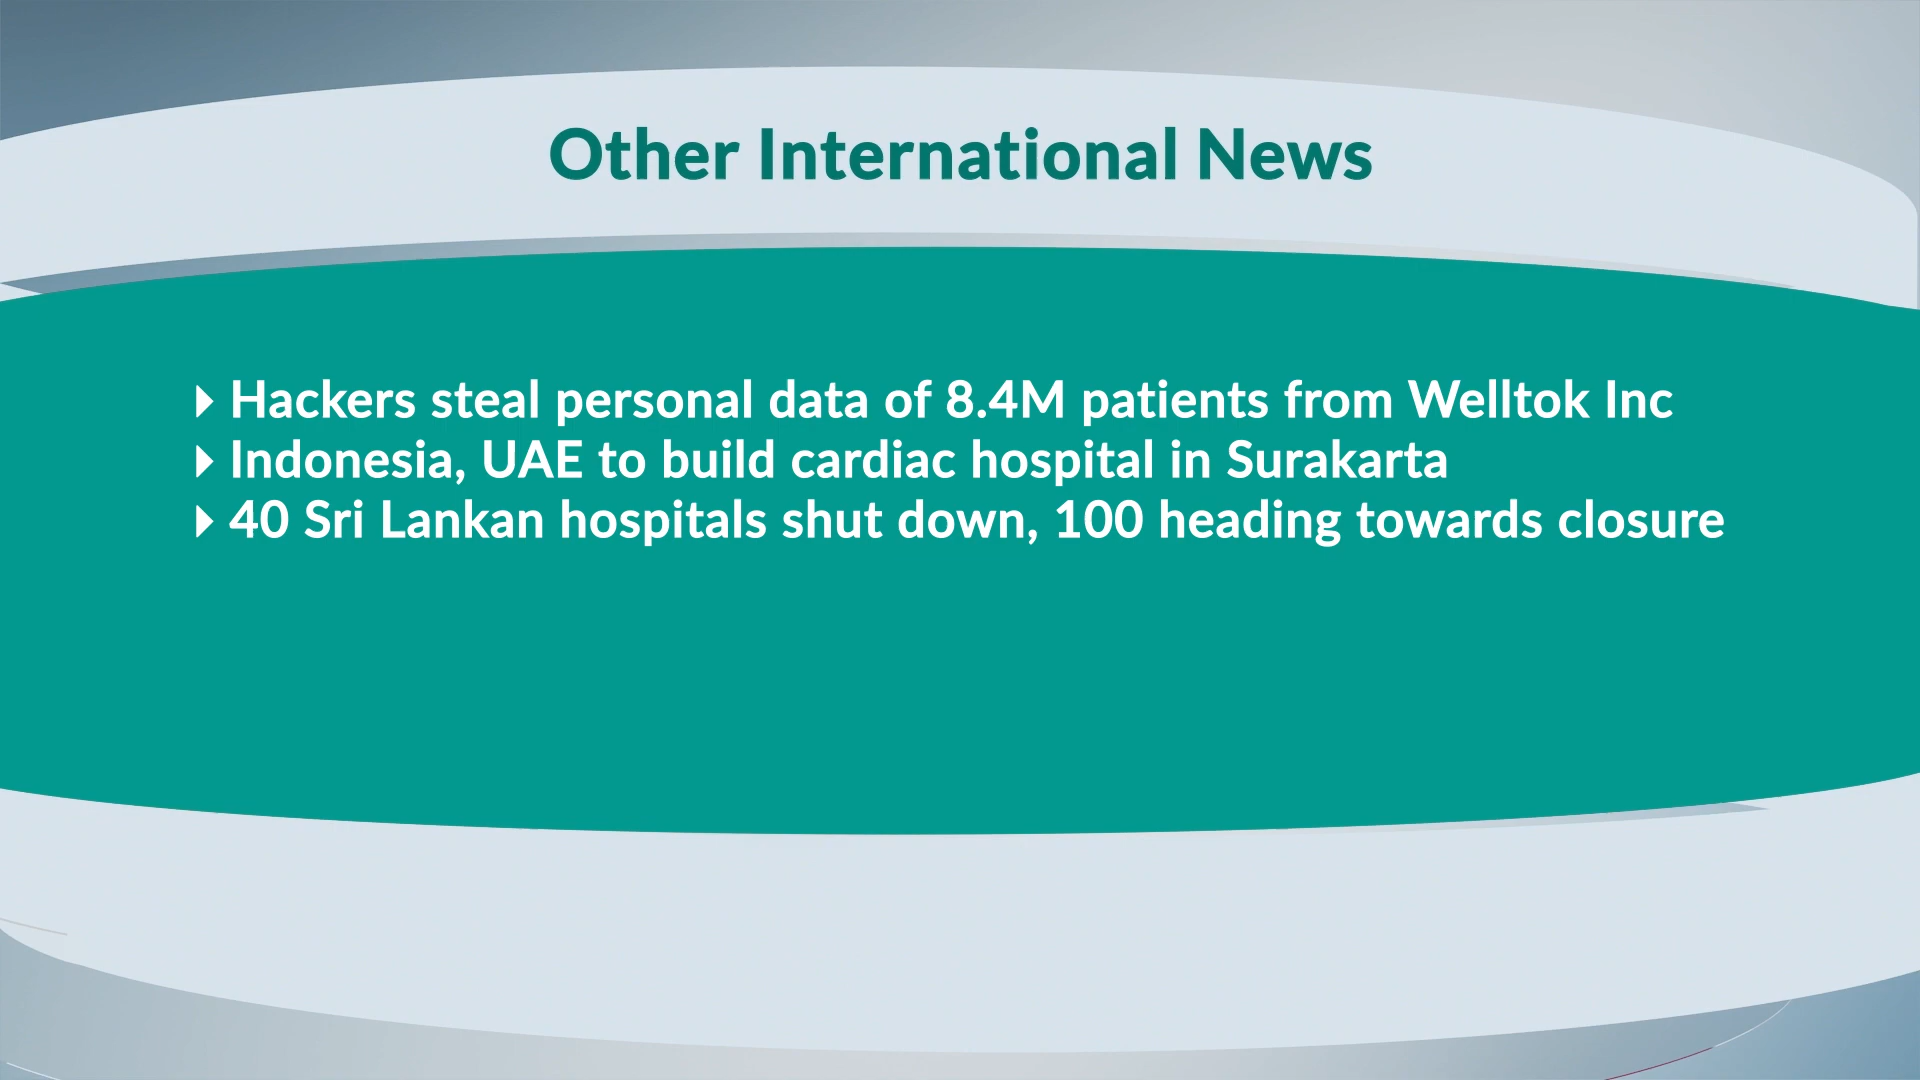 Other International News
Hackers steal personal data of 8.4M patients from Welltok Inc
Indonesia, UAE to build cardiac hospital in Surakarta
40 Sri Lankan hospitals shut down, 100 heading towards closure